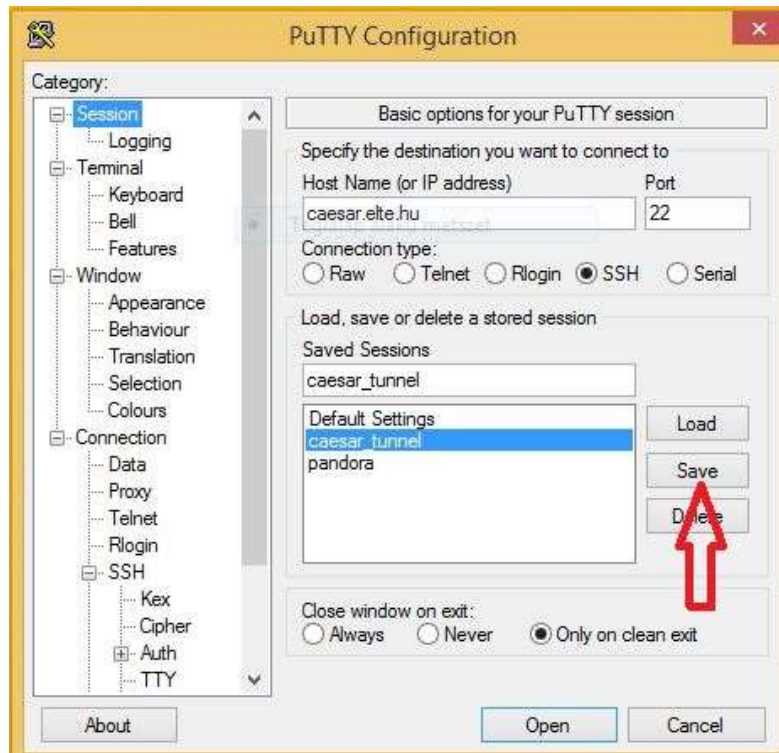 PuTTY Configuration
Category:
Session
Logging
Terminal
Keyboard
Bell
Features
Window
Appearance
Behaviour
Translation
Selection
Colours
Connection
Data
Proxy
Telnet
Rlogin
SSH
Kex
Cipher
Auth
TTY
Basic options for your PuTTY session
Specify the destination you want to connect to
Host Name (or IP address) Port
caesar.elte.hu 22
Connection type:
Raw Telnet Rlogin SSH Serial
Load, save or delete a stored session
Saved Sessions
caesar_tunnel
Default Settings
caesar_tunnel
pandora
Load
Save
Delete
Close window on exit:
Always Never Only on clean exit
About Open Cancel